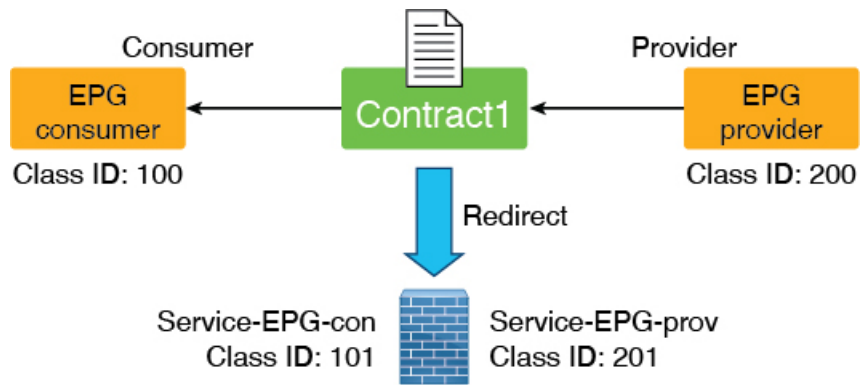 Consumer
Provider
EPG
consumer
Contract1
EPG
provider
Class ID: 100
Class ID: 200
Redirect
Service-EPG-con
Class ID: 101
Service-EPG-prov
Class ID: 201